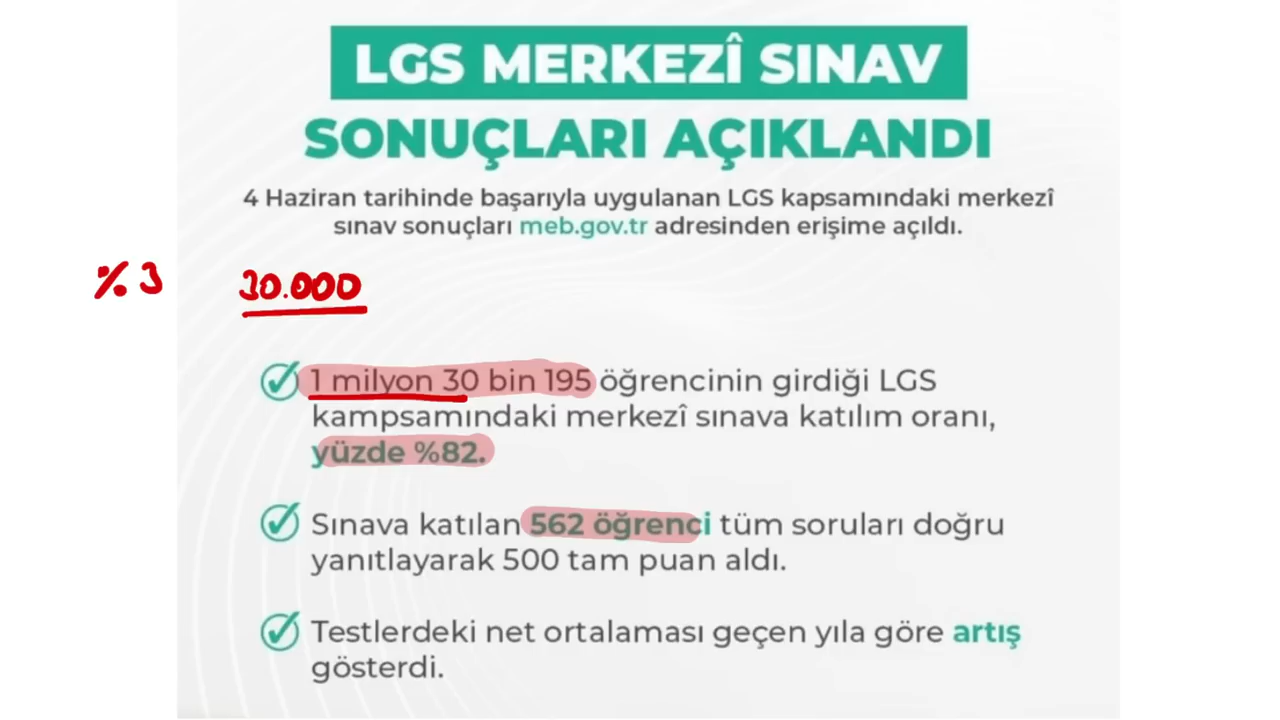 LGS MERKEZÎ SINAV
SONUÇLARI AÇIKLANDI
4 Haziran tarihinde başarıyla uygulanan LGS kapsamındaki merkezî
sınav sonuçları meb.gov.tr adresinden erişime açıldı.
%3 30.000
1 milyon 30 bin 195 öğrencinin girdiği LGS
kampsamındaki merkezî sınava katılım oranı,
yüzde %82.
Sınava katılan 562 öğrenci tüm soruları doğru
yanıtlayarak 500 tam puan aldı.
Testlerdeki net ortalaması geçen yıla göre artış
gösterdi.